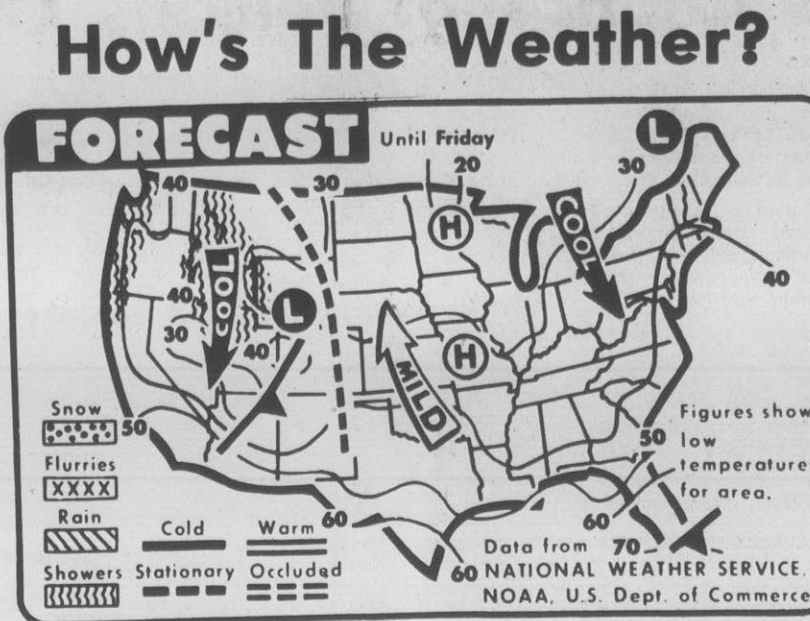 How's The Weather?
FORECAST
Until Friday
L
40
30
20
30
H
COOL
COOL
40
40
L
30
40
H
MILD
Snow
50
Flurries
XXXX
Rain
Showers
Cold
Warm
Stationary
Occluded
60
60
60
50
70
Figures show
low
temperature
for area.
Data from
NATIONAL WEATHER SERVICE,
NOAA, U.S. Dept. of Commerce